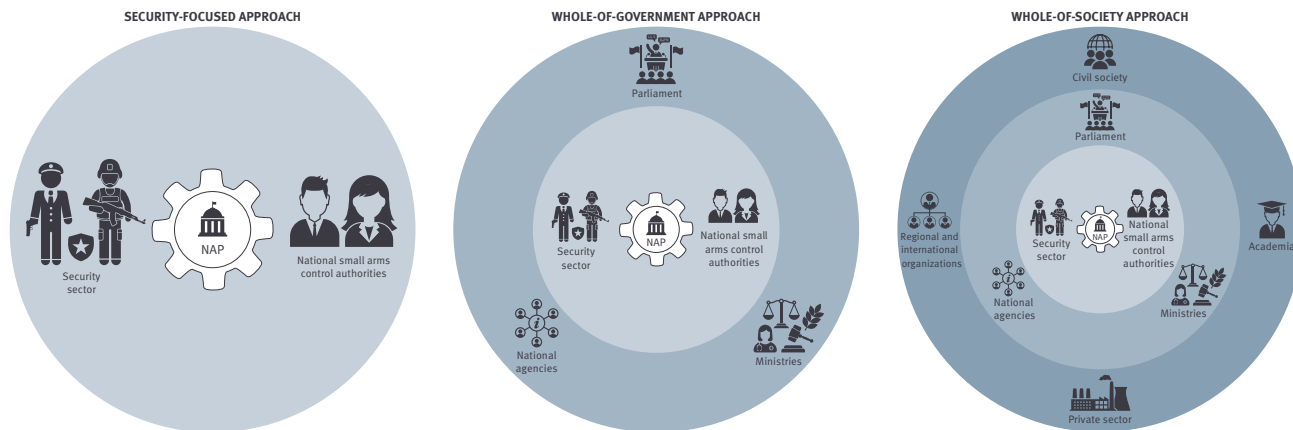 SECURITY-FOCUSED APPROACH
NAP
Security
sector
National small arms
control authorities
WHOLE-OF-GOVERNMENT APPROACH
Parliament
NAP
Security
sector
National small
arms control
authorities
National
agencies
Ministries
WHOLE-OF-SOCIETY APPROACH
Civil society
Parliament
Regional and
international
organizations
Security
sector
NAP
National
small arms
control
authorities
Academia
National
agencies
Ministries
Private sector